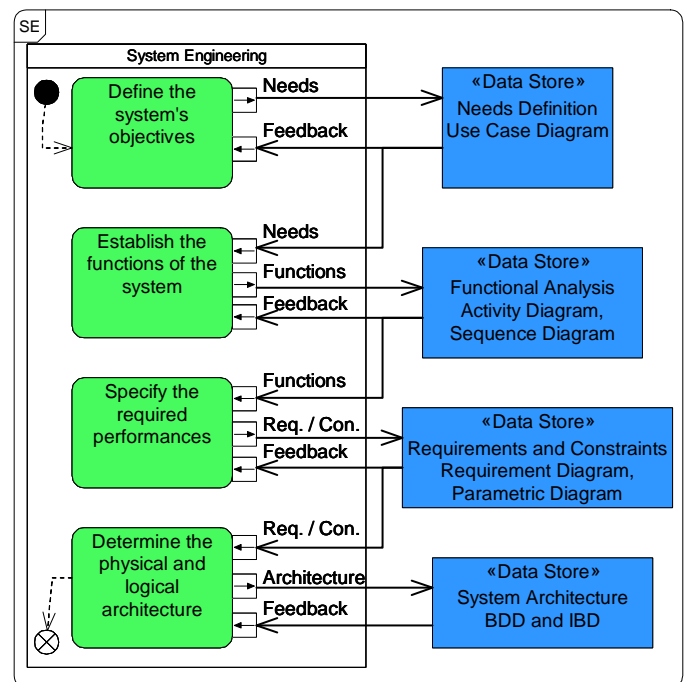 SE
System Engineering
Define the
system's
objectives
Needs
Feedback
«Data Store»
Needs Definition
Use Case Diagram
Establish the
functions of the
system
Needs
Functions
Feedback
«Data Store»
Functional Analysis
Activity Diagram,
Sequence Diagram
Specify the
required
performances
Functions
Req. / Con.
Feedback
«Data Store»
Requirements and Constraints
Requirement Diagram,
Parametric Diagram
Determine the
physical and
logical
architecture
Req. / Con.
Architecture
Feedback
«Data Store»
System Architecture
BDD and IBD